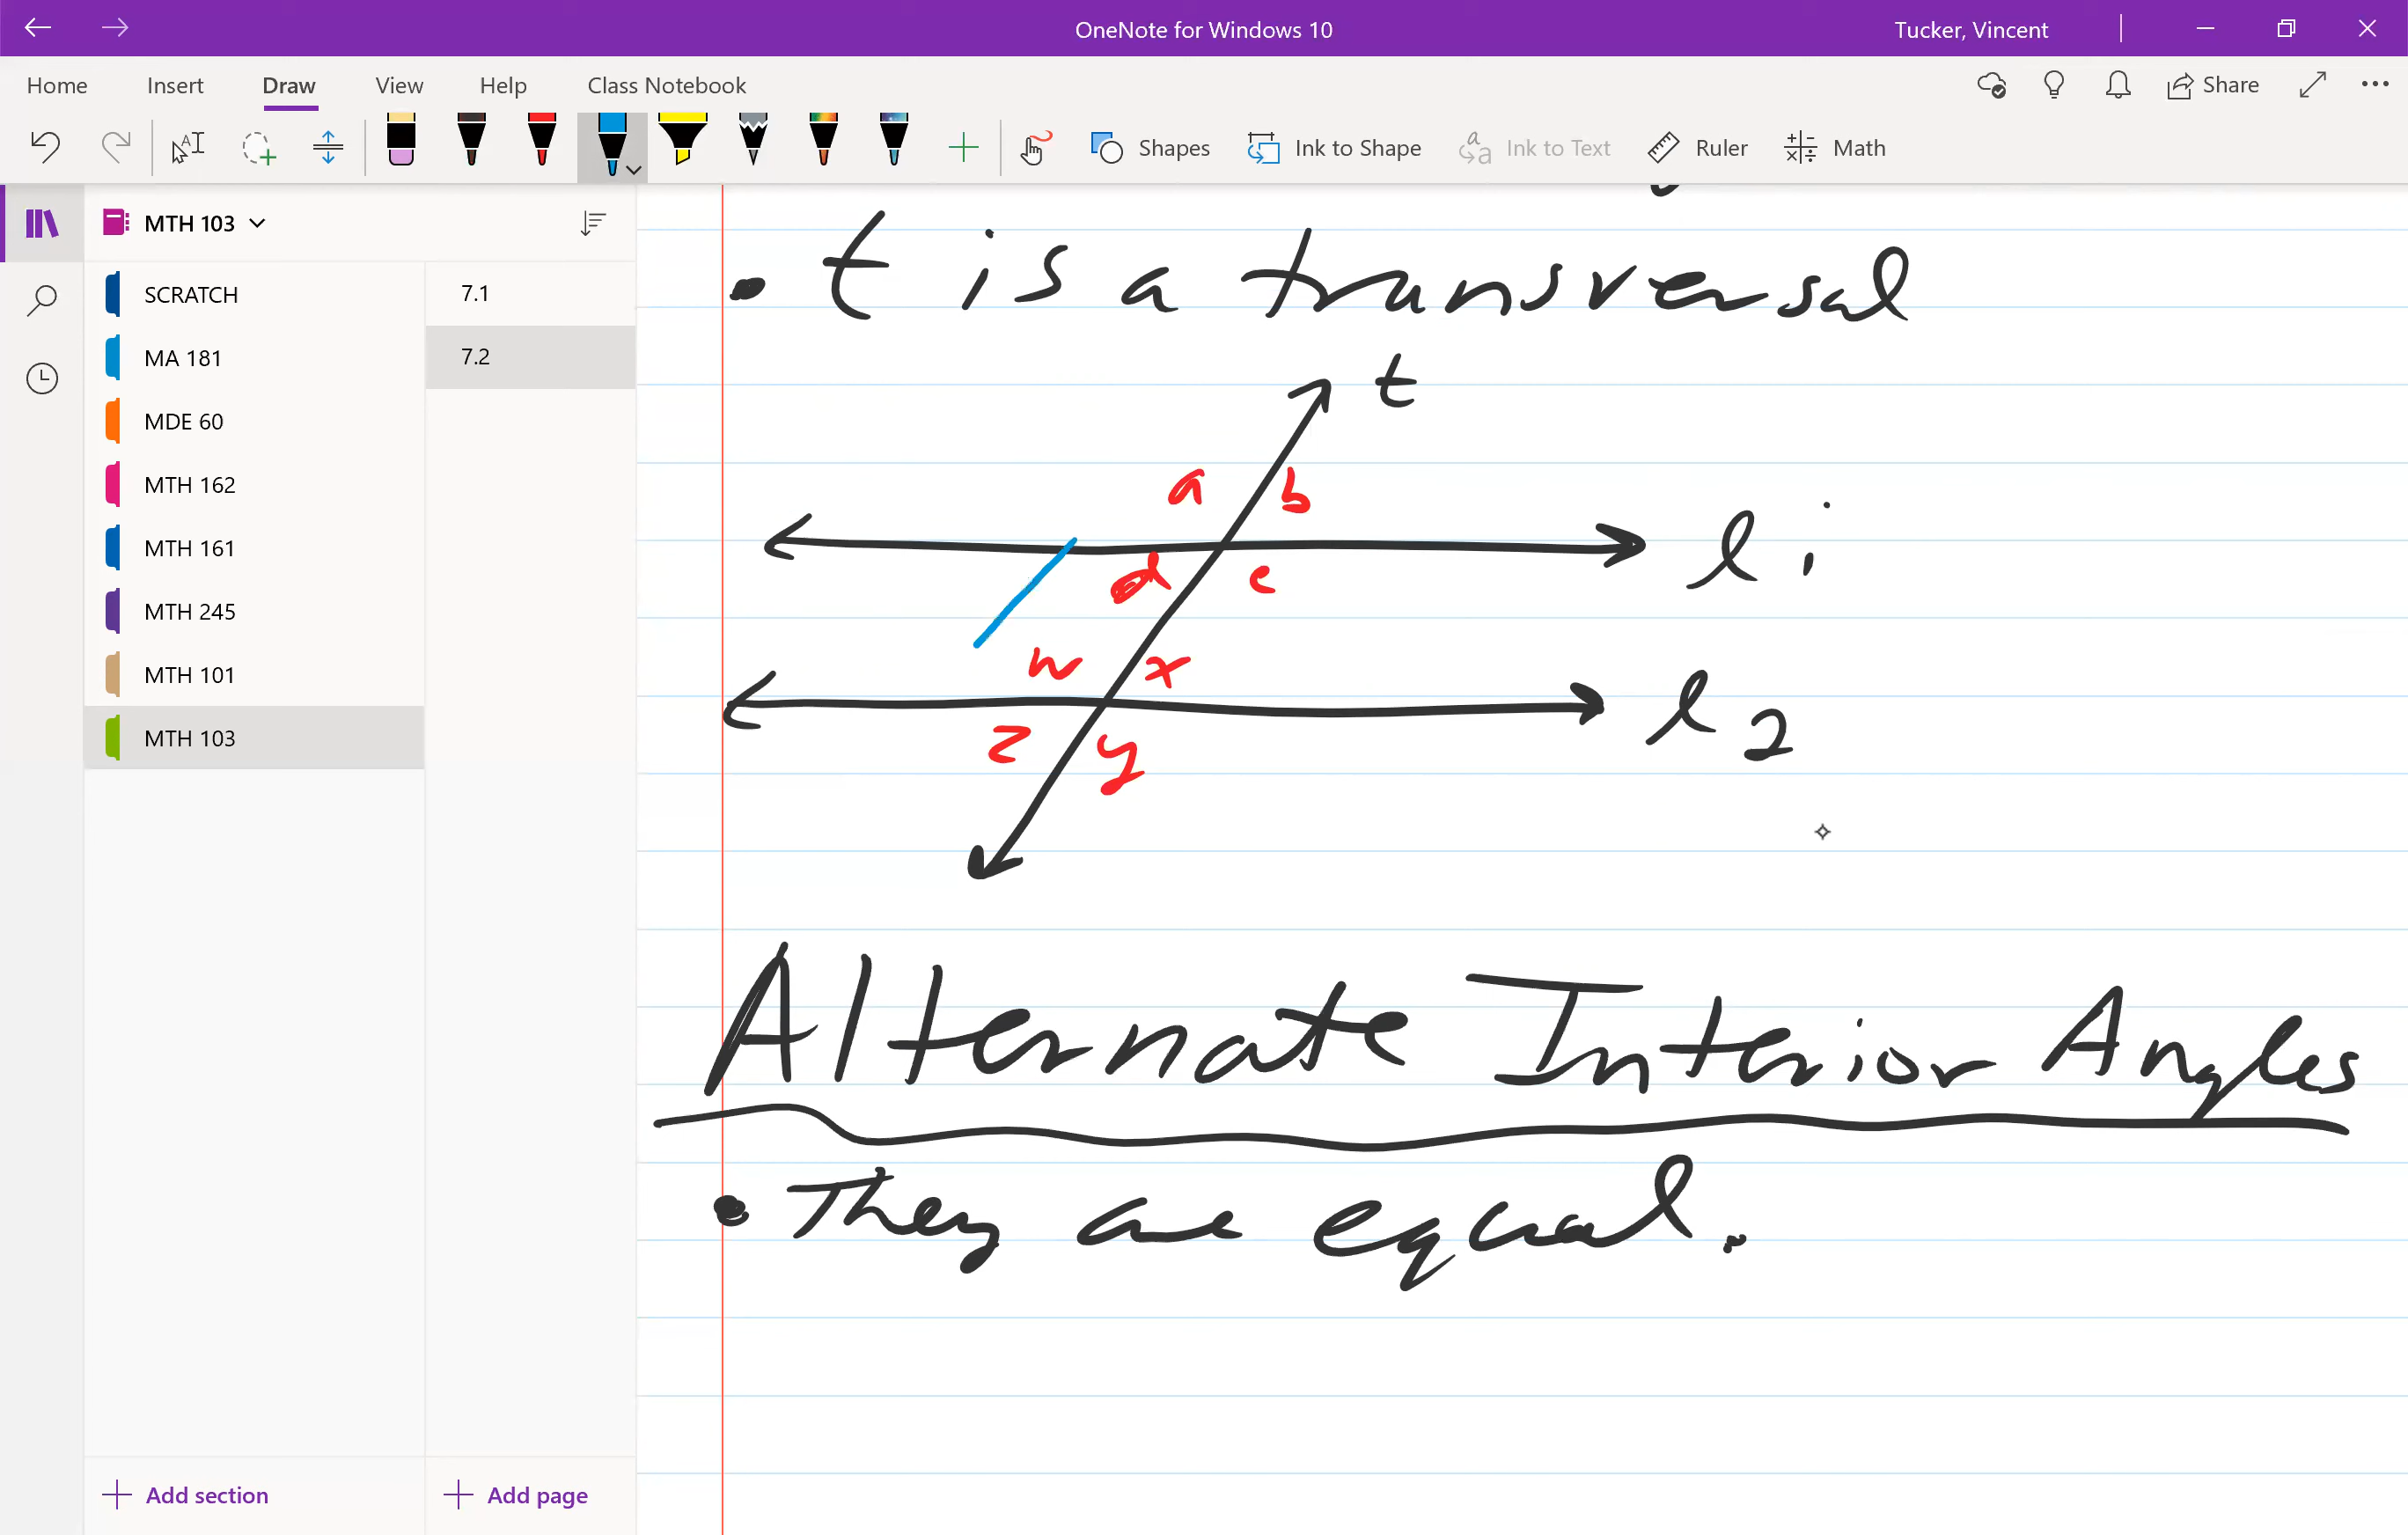 OneNote for Windows 10
Tucker, Vincent
Home Insert Draw View Help Class Notebook
Share
Shapes Ink to Shape Ink to Text Ruler Math
MTH 103
SCRATCH
MA 181
MDE 60
MTH 162
MTH 161
MTH 245
MTH 101
MTH 103
7.1
7.2
Add section
Add page
• t is a transversal
t
a b
l i
d c
w x
l 2
z y
Alternate Interior Angles
• They are equal.